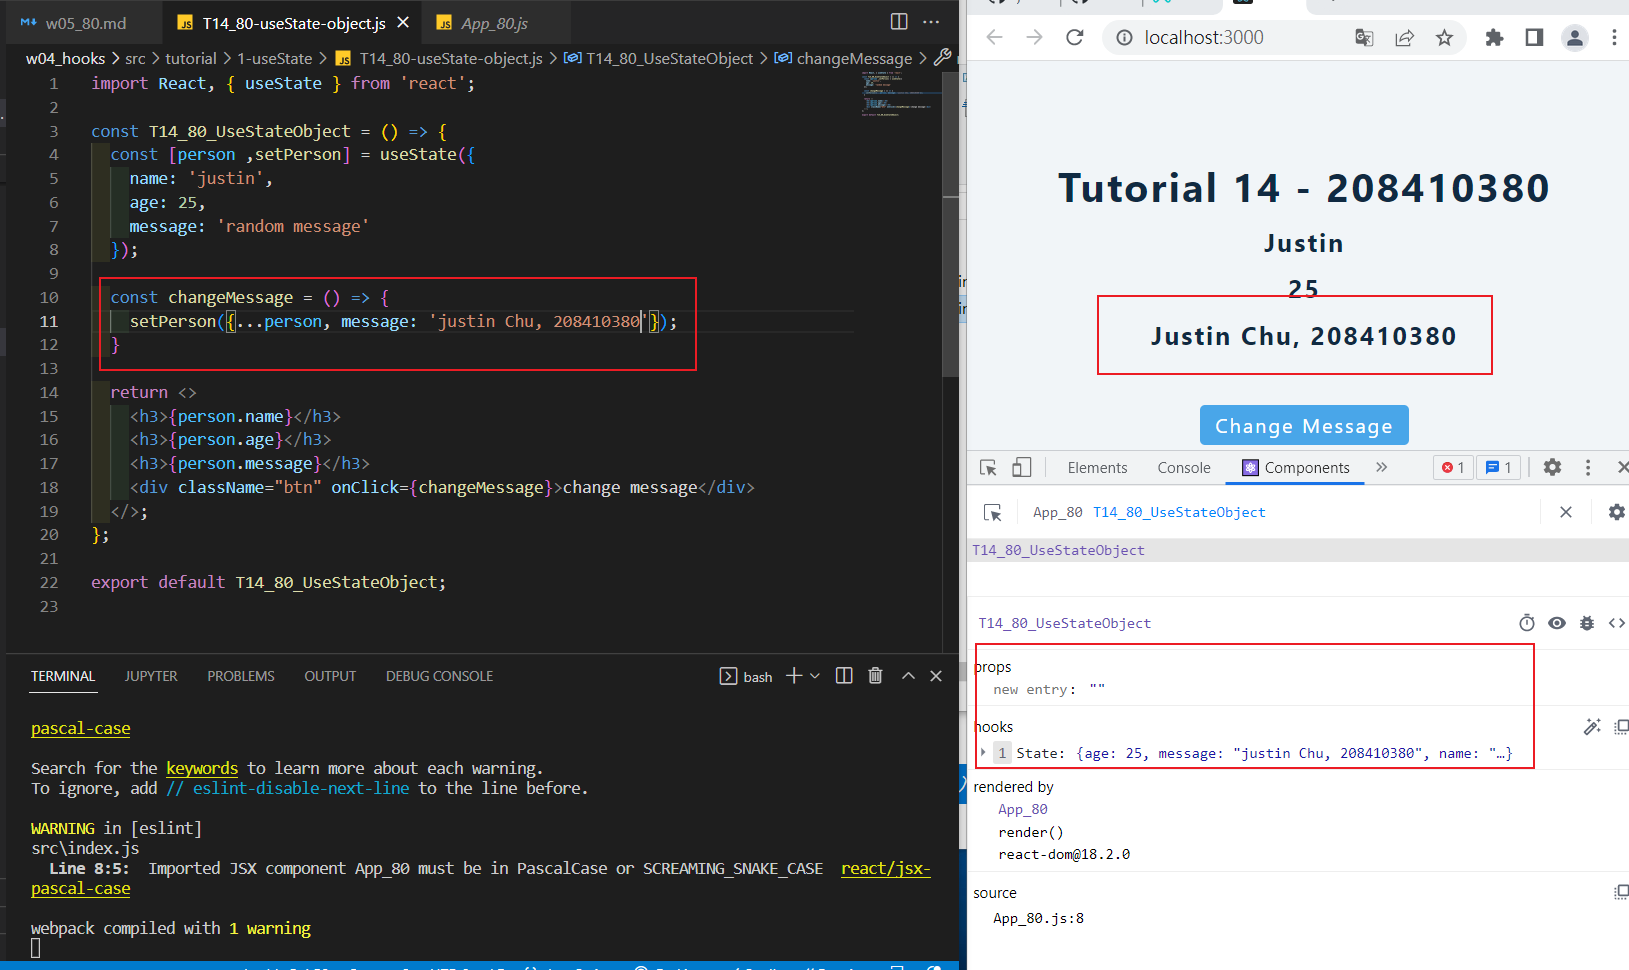 w05_80.md
T14_80-useState-object.js
App_80.js
w04_hooks > src > tutorial > 1-useState > T14_80-useState-object.js > T14_80_UseStateObject > changeMessage >
1 import React, { useState } from 'react';
2
3 const T14_80_UseStateObject = () => {
4 const [person ,setPerson] = useState({
5 name: 'justin',
6 age: 25,
7 message: 'random message'
8 });
9
10 const changeMessage = () => {
11 setPerson({...person, message: 'justin Chu, 208410380'});
12 }
13
14 return <>
15 <h3>{person.name}</h3>
16 <h3>{person.age}</h3>
17 <h3>{person.message}</h3>
18 <div className="btn" onClick={changeMessage}>change message</div>
19 </>;
20 };
21
22 export default T14_80_UseStateObject;
23
TERMINAL JUPYTER PROBLEMS OUTPUT DEBUG CONSOLE
bash
pascal-case
Search for the keywords to learn more about each warning.
To ignore, add // eslint-disable-next-line to the line before.
WARNING in [eslint]
src\index.js
Line 8:5: Imported JSX component App_80 must be in PascalCase or SCREAMING_SNAKE_CASE react/jsx-
pascal-case
webpack compiled with 1 warning
localhost:3000
Tutorial 14 - 208410380
Justin
25
Justin Chu, 208410380
Change Message
Elements Console Components » 1 1
App_80 T14_80_UseStateObject
T14_80_UseStateObject
T14_80_UseStateObject
props
new entry: ""
hooks
1 State: {age: 25, message: "justin Chu, 208410380", name: "…}
rendered by
App_80
render()
react-dom@18.2.0
source
App_80.js:8